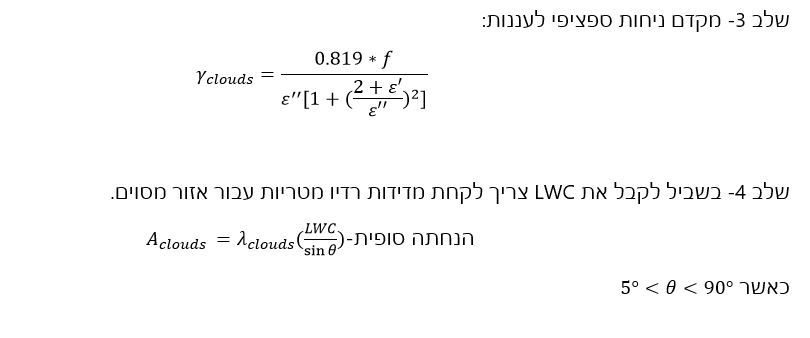 שלב 3- מקדם ניחות ספציפי לעננות:
γ_clouds = (0.819 * f) / (ε′′[1 + ((2 + ε′)/ε′′)²])
שלב 4- בשביל לקבל את LWC צריך לקחת מדידות רדיו מטריות עבור אזור מסוים.
הנחתה סופית- A_clouds = λ_clouds(LWC/sin θ)
כאשר 5° < θ < 90°